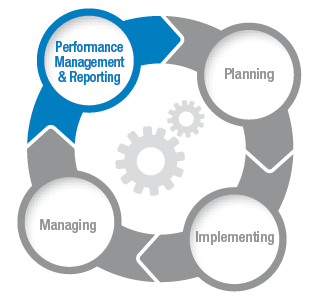 Performance
Management
& Reporting
Planning
Implementing
Managing